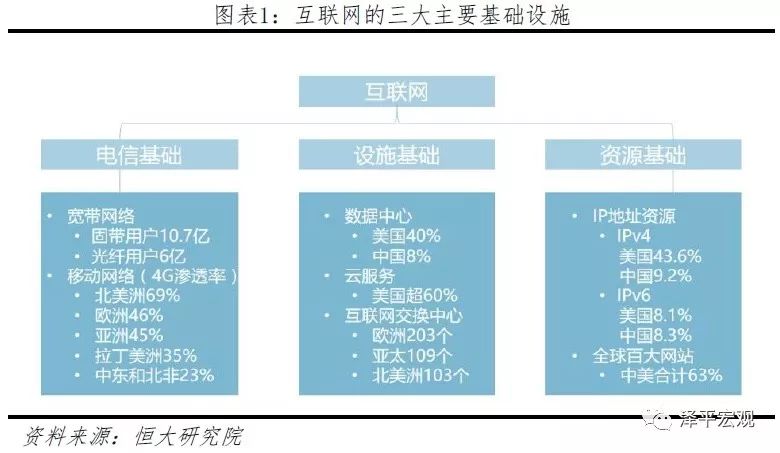 图表1：互联网的三大主要基础设施
互联网
电信基础
• 宽带网络
• 固带用户10.7亿
• 光纤用户6亿
• 移动网络（4G渗透率）
• 北美洲69%
• 欧洲46%
• 亚洲45%
• 拉丁美洲35%
• 中东和北非23%
设施基础
• 数据中心
• 美国40%
• 中国8%
• 云服务
• 美国超60%
• 互联网交换中心
• 欧洲203个
• 亚太109个
• 北美洲103个
资源基础
• IP地址资源
• IPv4
美国43.6%
中国9.2%
• IPv6
美国8.1%
中国8.3%
• 全球百大网站
• 中美合计63%
泽平宏观
资料来源：恒大研究院